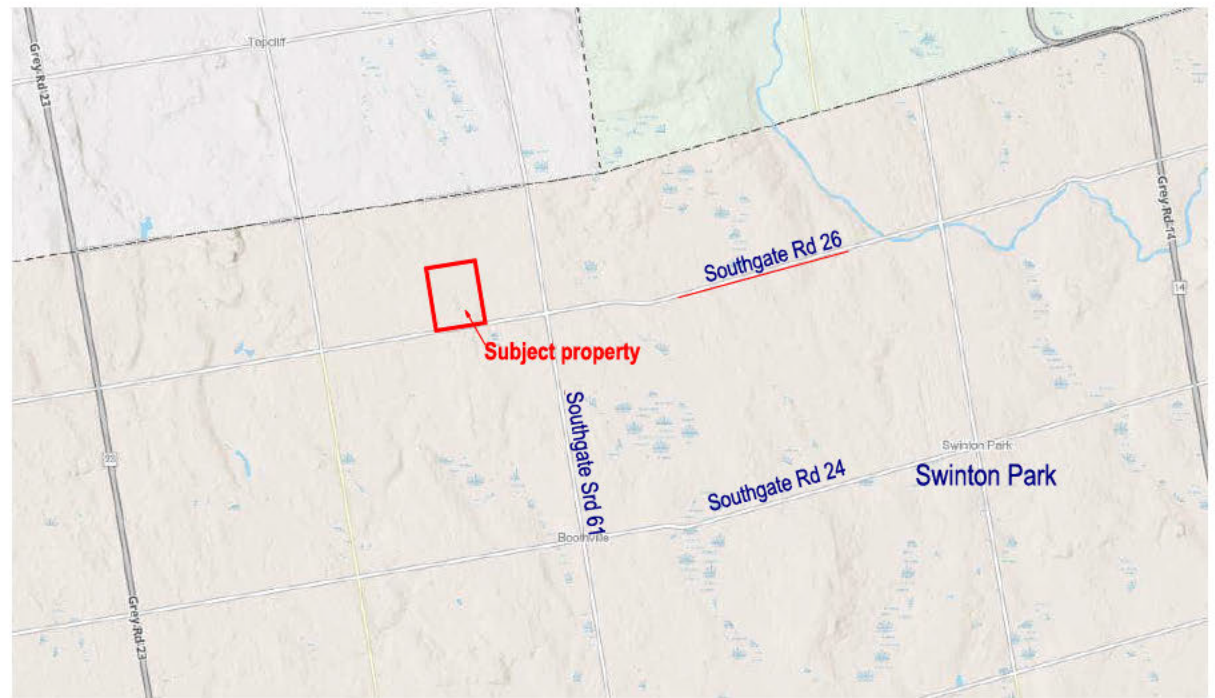 Topcliff
Grey Rd 23
Southgate Rd 26
Grey Rd 14
14
Subject property
Southgate Srd 61
Swinton Park
Swinton Park
23
Southgate Rd 24
Boothville
Grey Rd 23